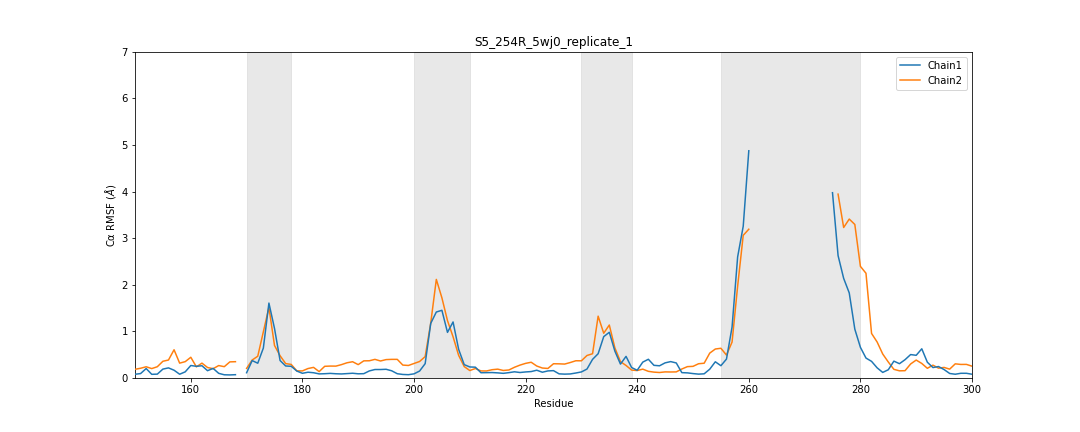 S5_254R_5wj0_replicate_1
Cα RMSF (Å)
7
6
5
4
3
2
1
0
Chain1
Chain2
160 180 200 220 240 260 280 300
Residue